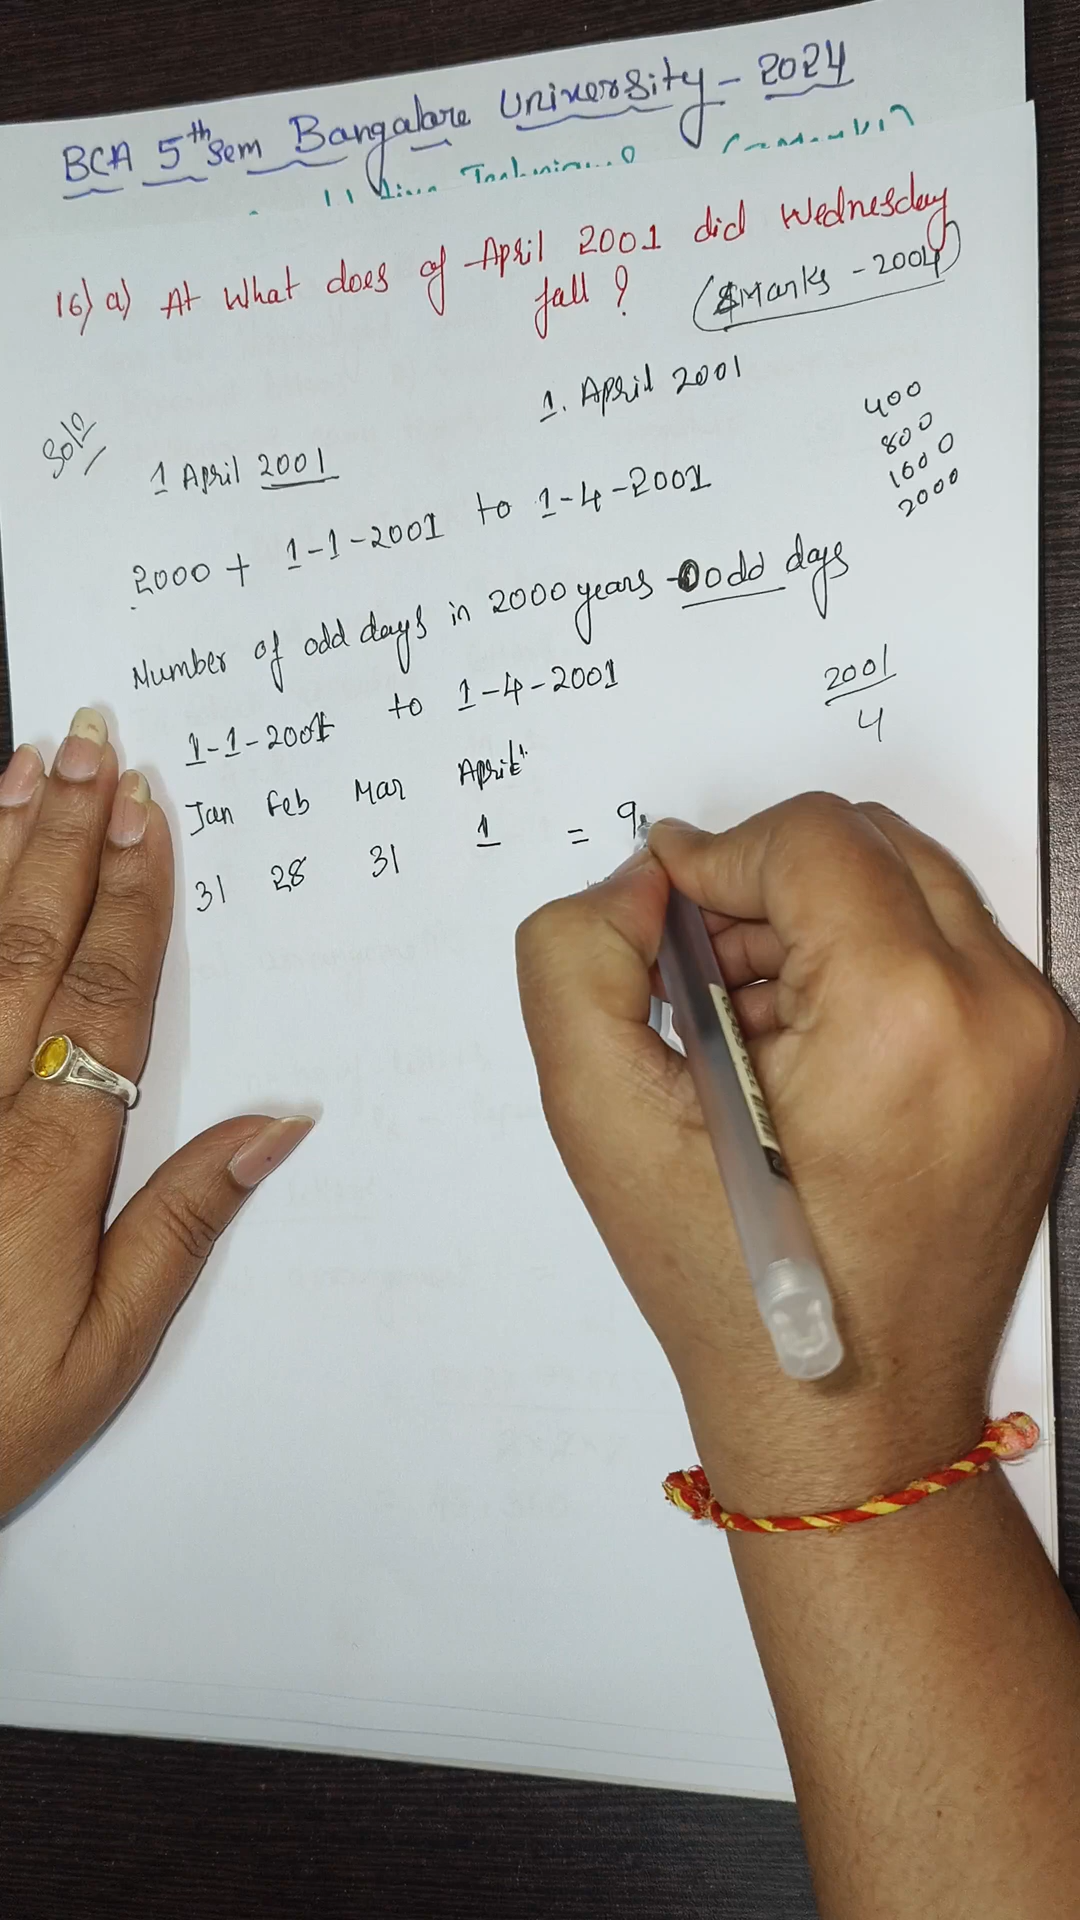 BCA 5th Sem Bangalore University - 2024
16) a) At What does of April 2001 did Wednesday
fall ? (8Marks - 2004)
Soln
1. April 2001
1 April 2001
400
800
1600
2000
2000 + 1-1-2001 to 1-4-2001
Number of odd days in 2000 years - 0 odd days
1-1-2001 to 1-4-2001
2001
4
Jan Feb Mar April
31 28 31 1 = 9